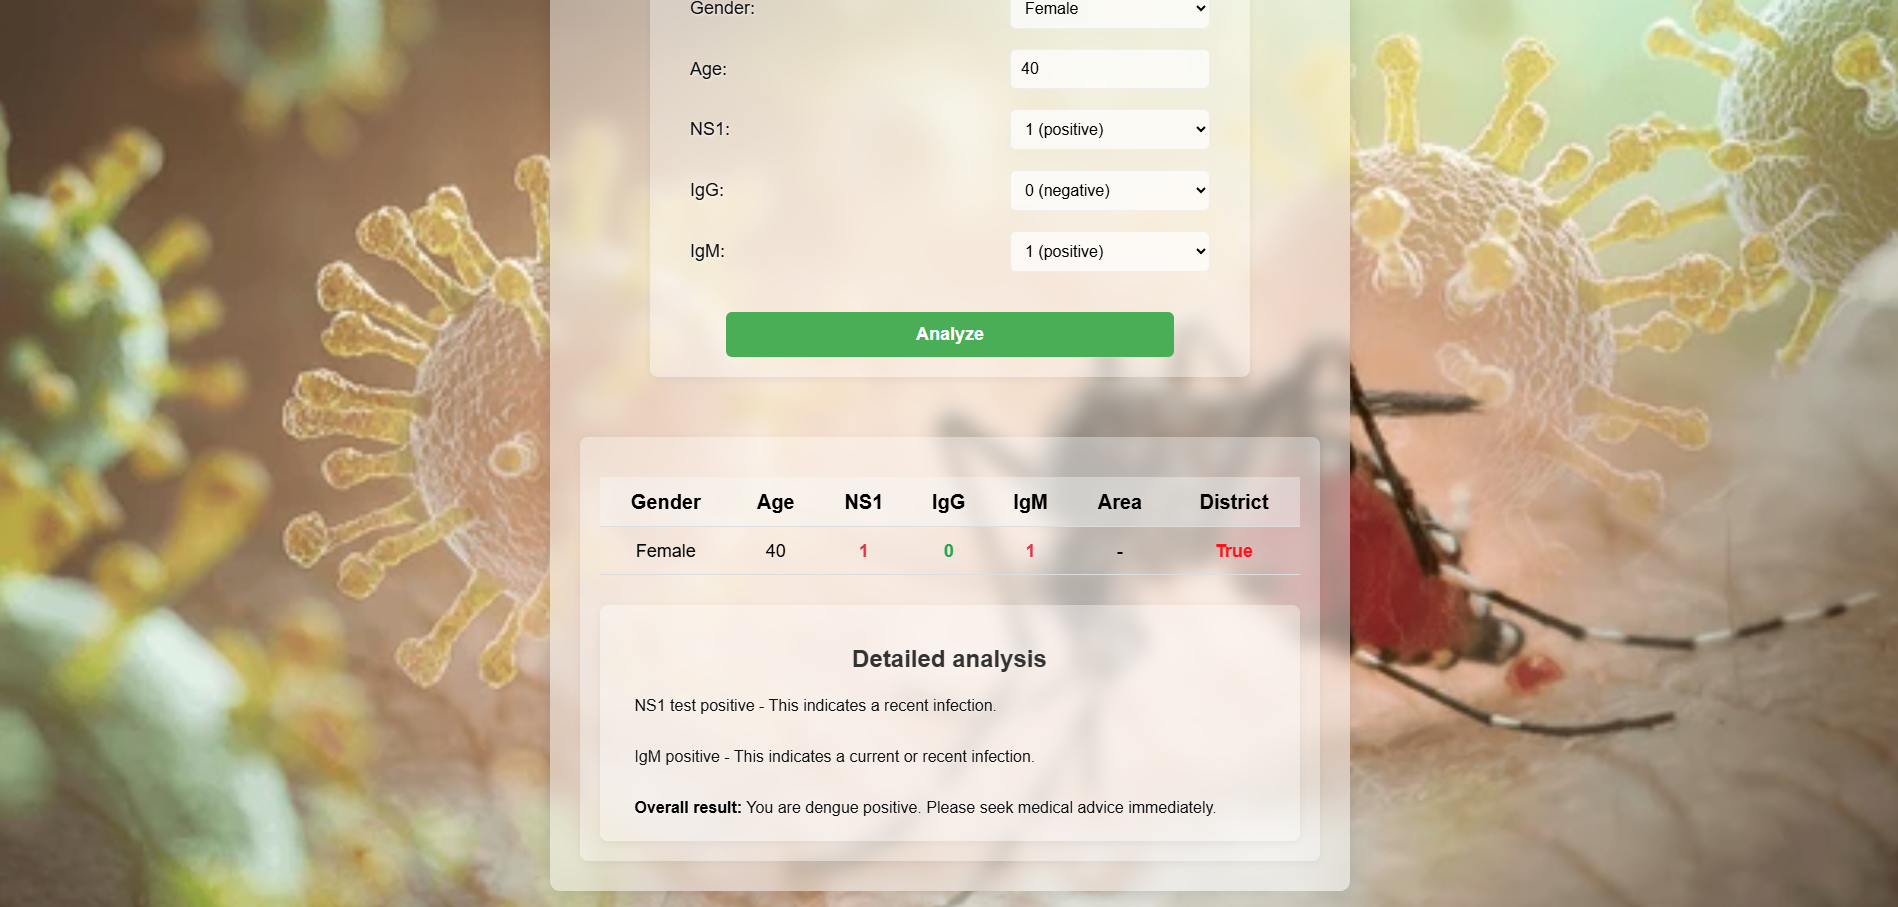 Gender: Female
Age: 40
NS1: 1 (positive)
IgG: 0 (negative)
IgM: 1 (positive)
Analyze
Gender Age NS1 IgG IgM Area District
Female 40 1 0 1 - True
Detailed analysis
NS1 test positive - This indicates a recent infection.
IgM positive - This indicates a current or recent infection.
Overall result: You are dengue positive. Please seek medical advice immediately.